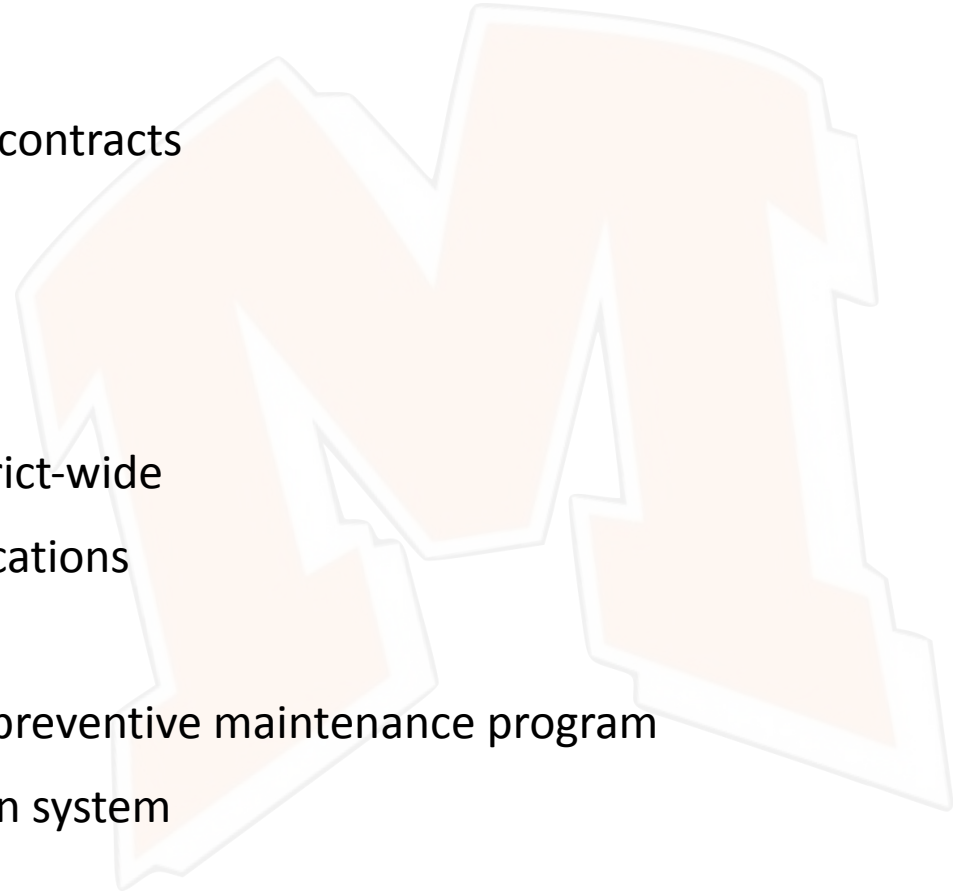 contracts
rict-wide
cations
preventive maintenance program
n system
M